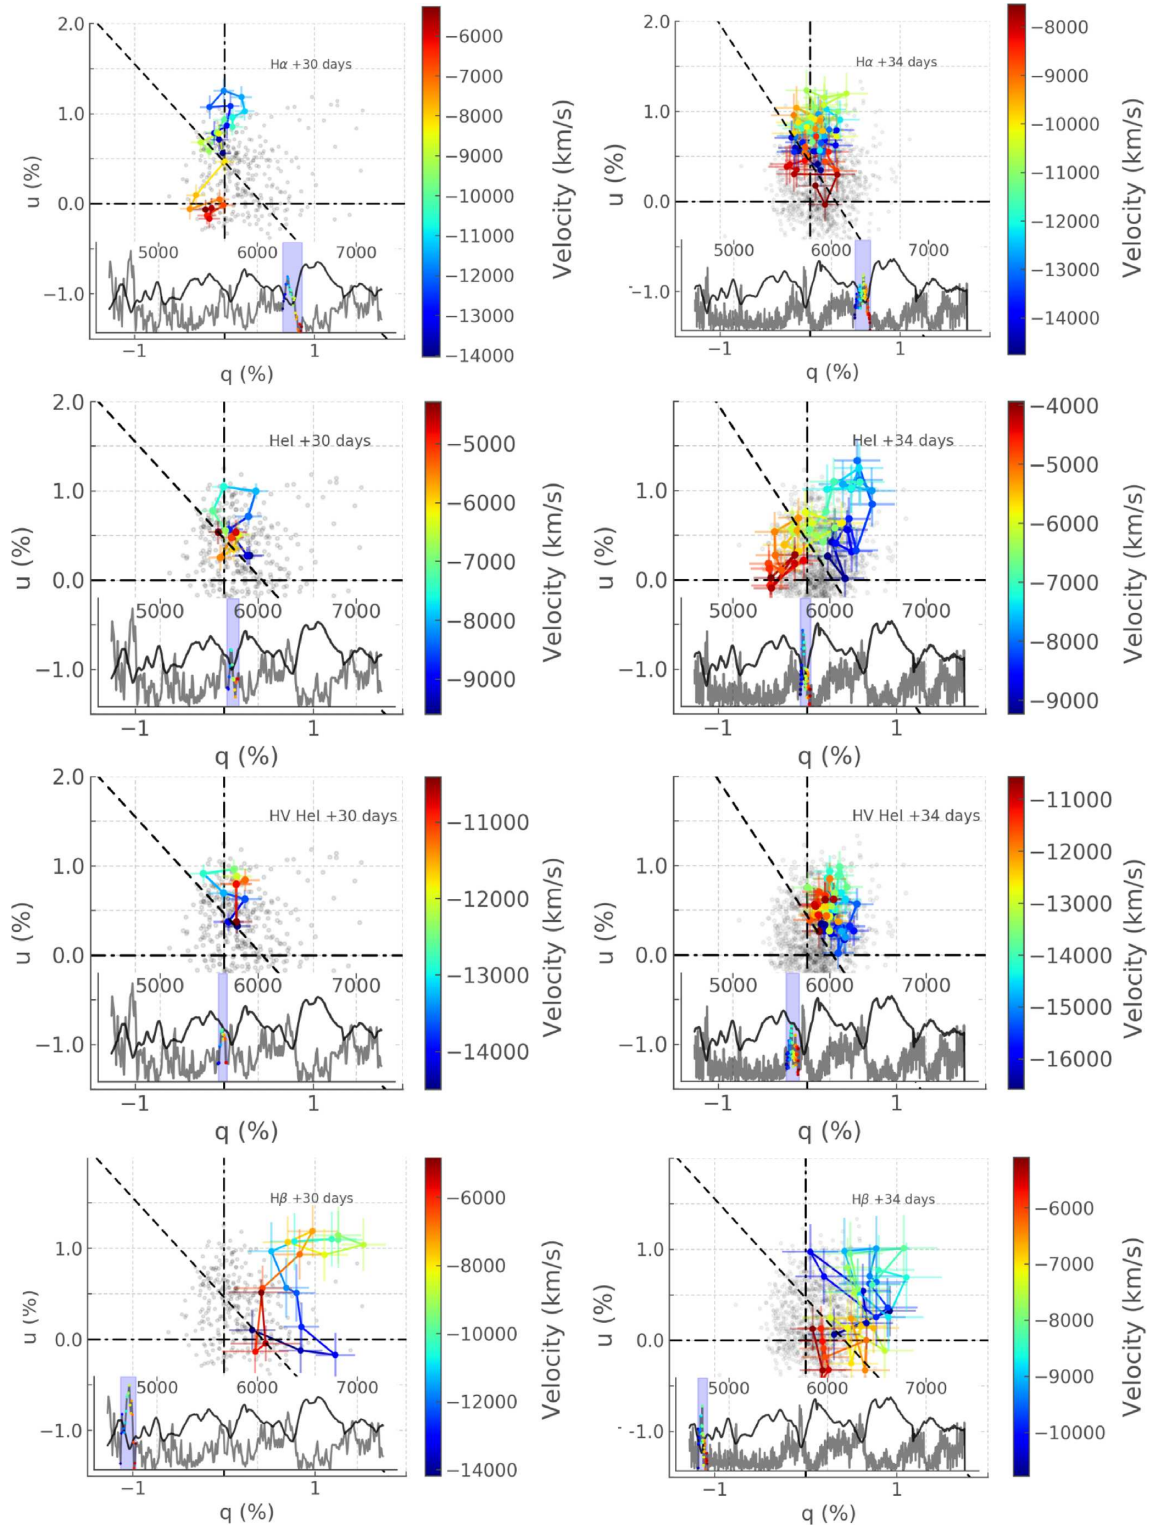 2.0
1.0
0.0
−1.0
u (%)
Hα +30 days
5000 6000 7000
−1 1
q (%)
−6000
−7000
−8000
−9000
−10000
−11000
−12000
−13000
−14000
Velocity (km/s)
2.0
1.0
0.0
-1.0
u (%)
Hα +34 days
5000 6000 7000
−1 1
q (%)
−8000
−9000
−10000
−11000
−12000
−13000
−14000
Velocity (km/s)
2.0
1.0
0.0
−1.0
u (%)
HeI +30 days
5000 6000 7000
−1 1
q (%)
−5000
−6000
−7000
−8000
−9000
Velocity (km/s)
2.0
1.0
0.0
−1.0
u (%)
HeI +34 days
5000 6000 7000
−1 1
q (%)
−4000
−5000
−6000
−7000
−8000
−9000
Velocity (km/s)
2.0
1.0
0.0
−1.0
u (%)
HV HeI +30 days
5000 6000 7000
−1 1
q (%)
−11000
−12000
−13000
−14000
Velocity (km/s)
2.0
1.0
0.0
−1.0
u (%)
HV HeI +34 days
5000 6000 7000
−1 1
q (%)
−11000
−12000
−13000
−14000
−15000
−16000
Velocity (km/s)
1.0
0.0
−1.0
u (%)
Hβ +30 days
5000 6000 7000
−1 1
q (%)
−6000
−8000
−10000
−12000
−14000
Velocity (km/s)
1.0
0.0
-1.0
u (%)
Hβ +34 days
5000 6000 7000
−1 1
q (%)
−6000
−7000
−8000
−9000
−10000
Velocity (km/s)